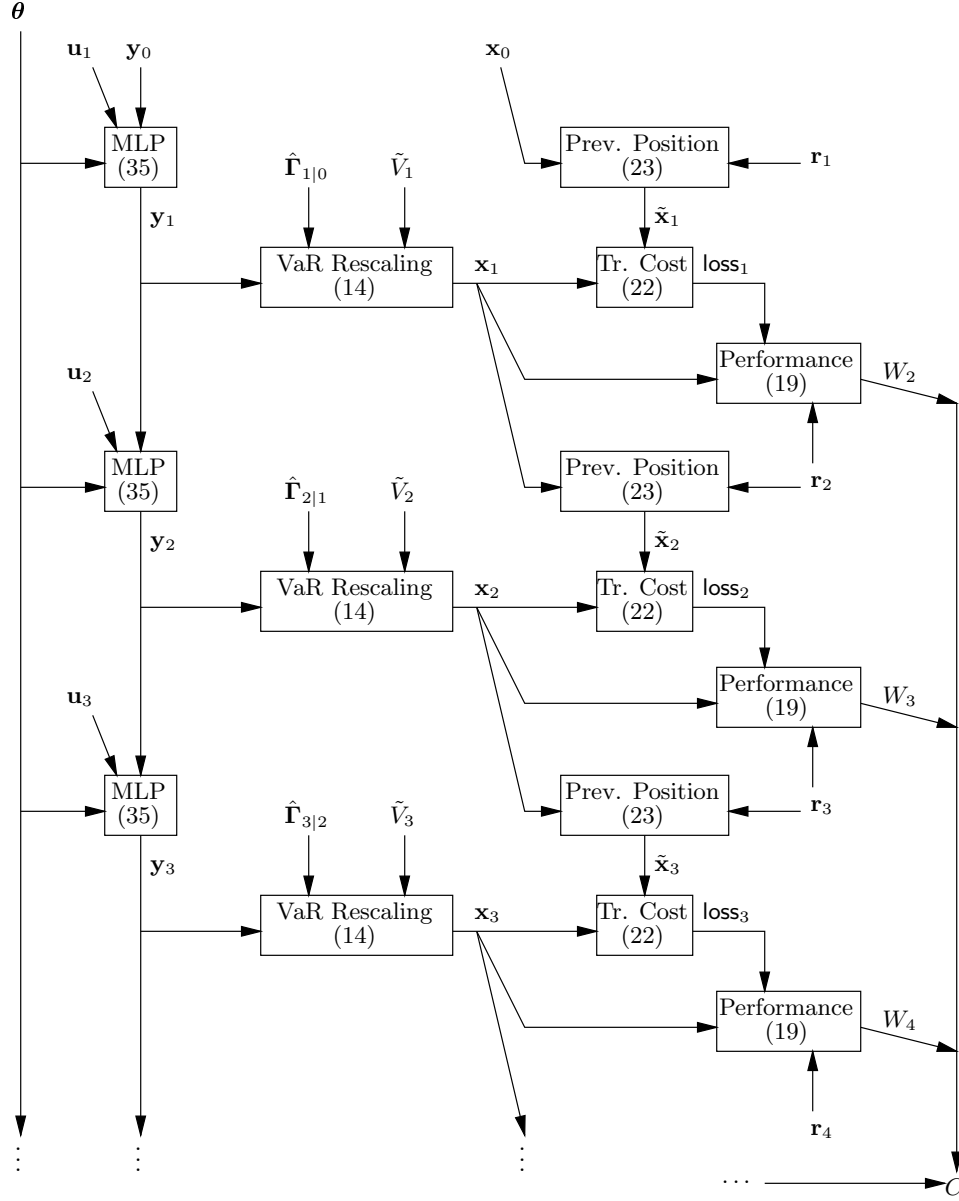 θ
u₁ y₀ x₀
MLP
(35)
Prev. Position
(23)
r₁
Γ̂₁|₀ Ṽ₁
y₁ x̃₁
VaR Rescaling
(14)
x₁
Tr. Cost
(22)
loss₁
u₂
Performance
(19)
W₂
MLP
(35)
Prev. Position
(23)
r₂
Γ̂₂|₁ Ṽ₂
y₂ x̃₂
VaR Rescaling
(14)
x₂
Tr. Cost
(22)
loss₂
u₃
Performance
(19)
W₃
MLP
(35)
Prev. Position
(23)
r₃
Γ̂₃|₂ Ṽ₃
y₃ x̃₃
VaR Rescaling
(14)
x₃
Tr. Cost
(22)
loss₃
Performance
(19)
W₄
r₄
⋮ ⋮ ⋮
··· C